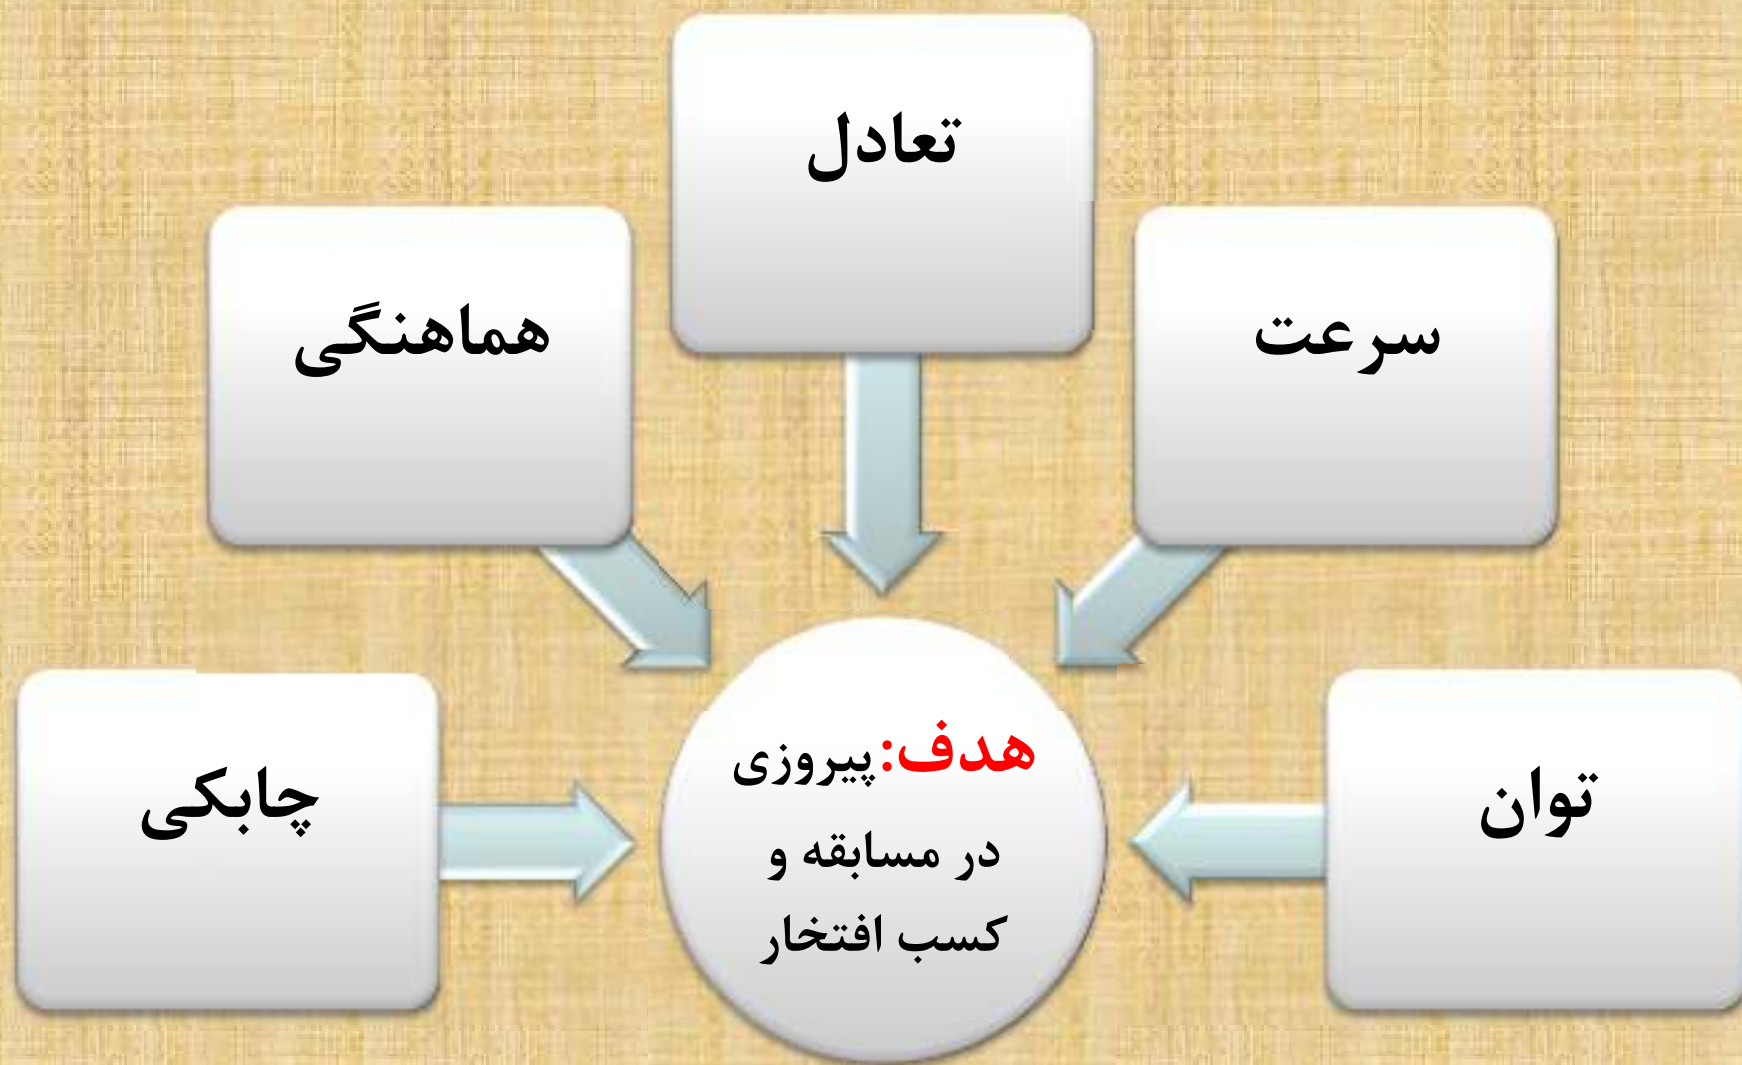 تعادل
سرعت
هماهنگی
توان
چابکی
هدف:پیروزی
در مسابقه و
کسب افتخار